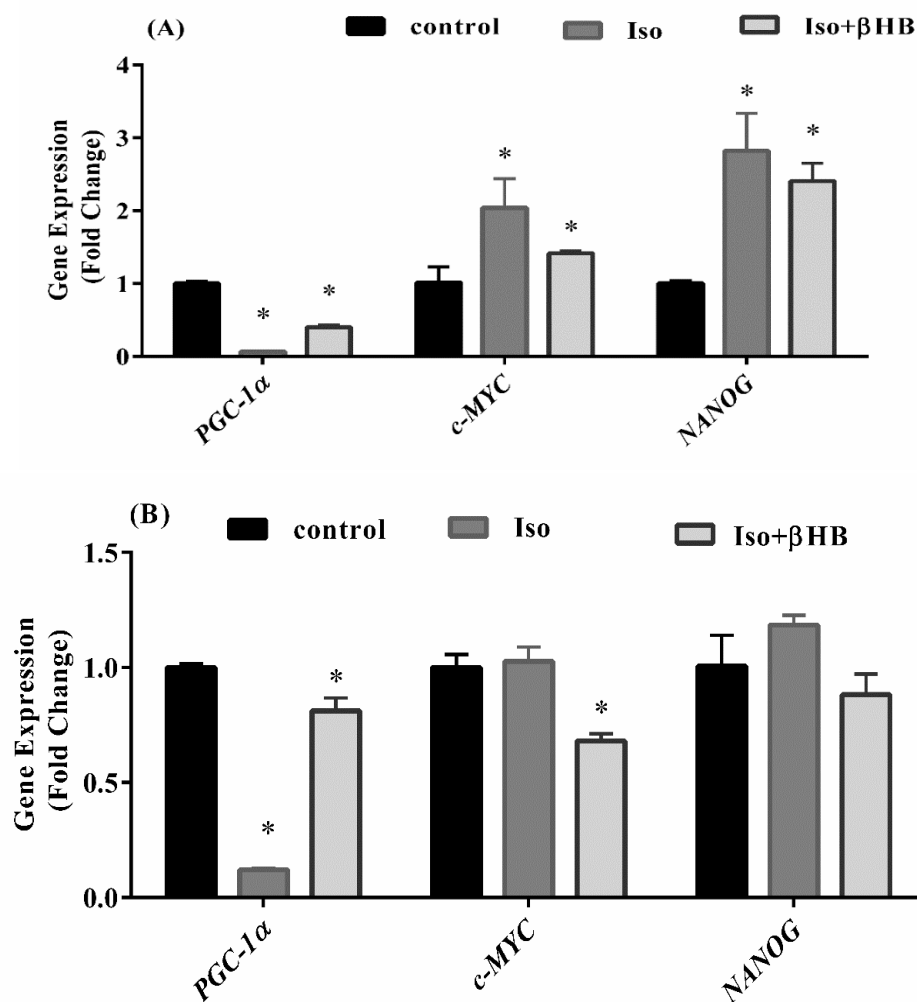 (A) control Iso Iso+βHB
Gene Expression
(Fold Change)
4
3
2
1
0
* * * * * *
PGC-1α c-MYC NANOG
(B) control Iso Iso+βHB
Gene Expression
(Fold Change)
1.5
1.0
0.5
0.0
* * *
PGC-1α c-MYC NANOG